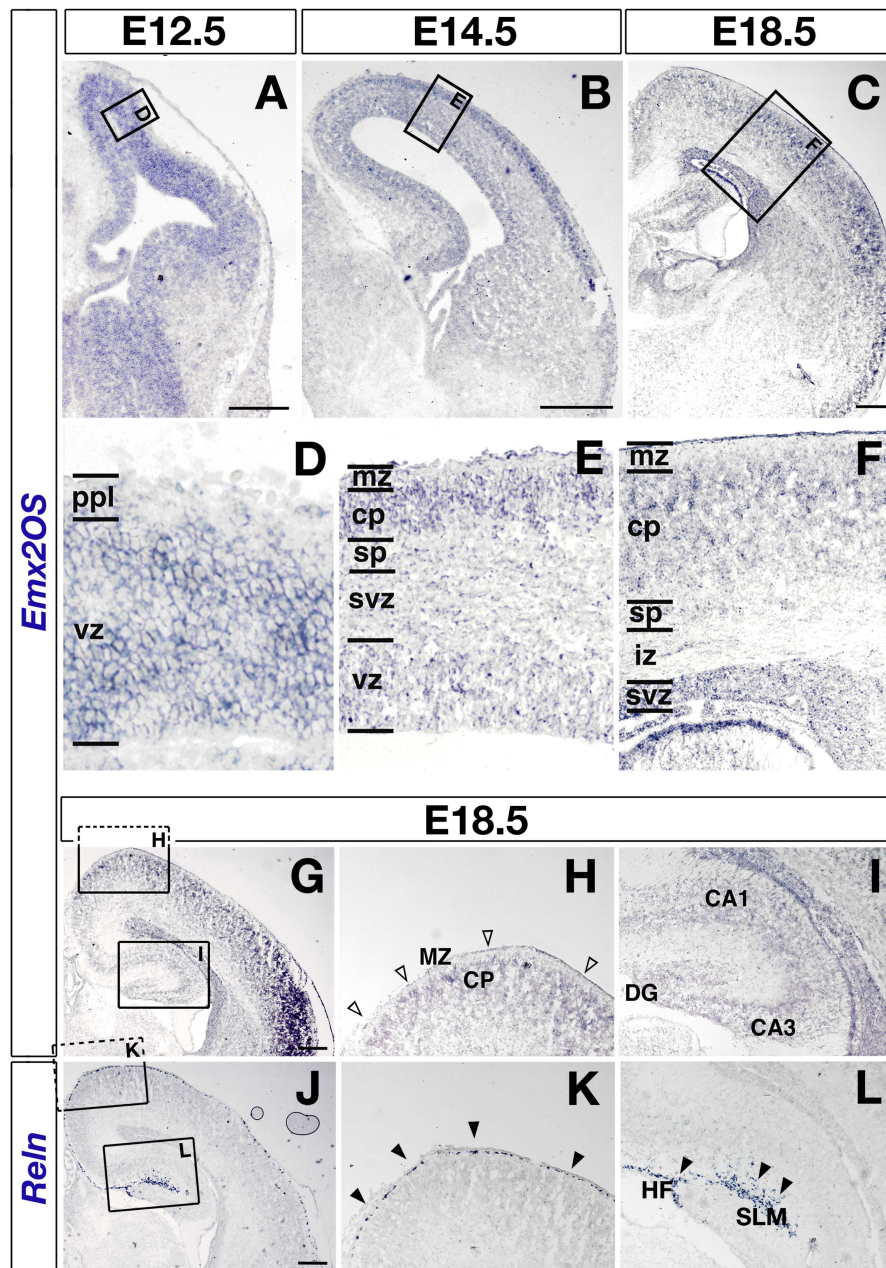 E12.5
E14.5
E18.5
Emx2OS
A
D
B
E
C
F
D
ppl
vz
E
mz
cp
sp
svz
vz
F
mz
cp
sp
iz
svz
E18.5
G
H
I
H
MZ
CP
I
CA1
DG
CA3
Reln
J
K
L
K
L
HF
SLM